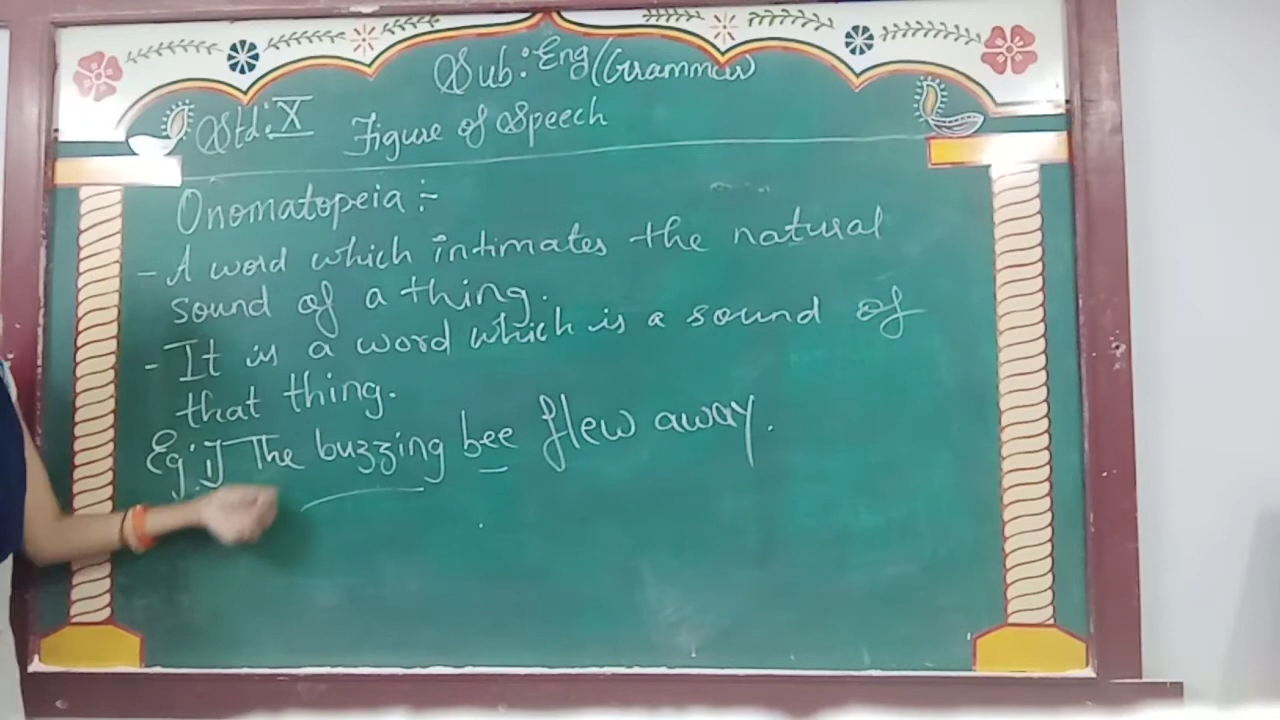 Sub: Eng (Grammar)
Std: X Figure of Speech
Onomatopeia :-
- A word which intimates the natural
sound of a thing.
- It is a word which is a sound of
that thing.
Eg: 1] The buzzing bee flew away.